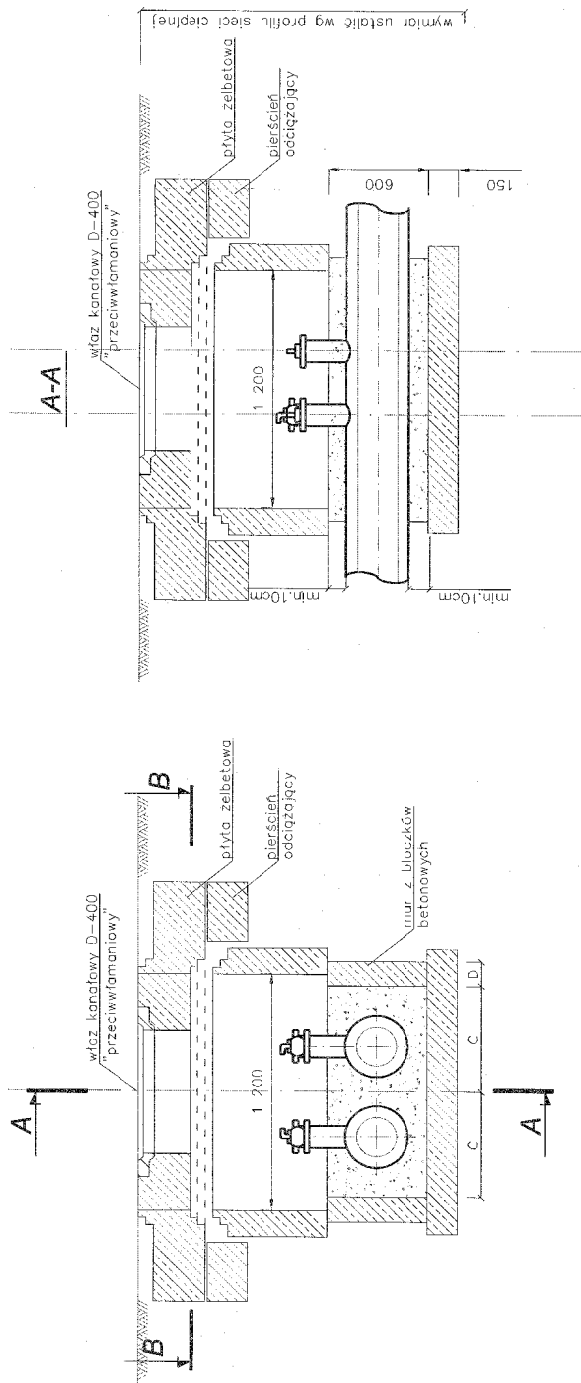 A-A
właz kanałowy D-400
"przeciwwłamaniowy"
płyta żelbetowa
pierścień
odciążający
1 200
600
150
min.10cm
min.10cm
wymiar ustalić wg profilu sieci cieplnej
A
właz kanałowy D-400
"przeciwwłamaniowy"
B
B
płyta żelbetowa
pierścień
odciążający
1 200
mur z bloczków
betonowych
C
C
D
A